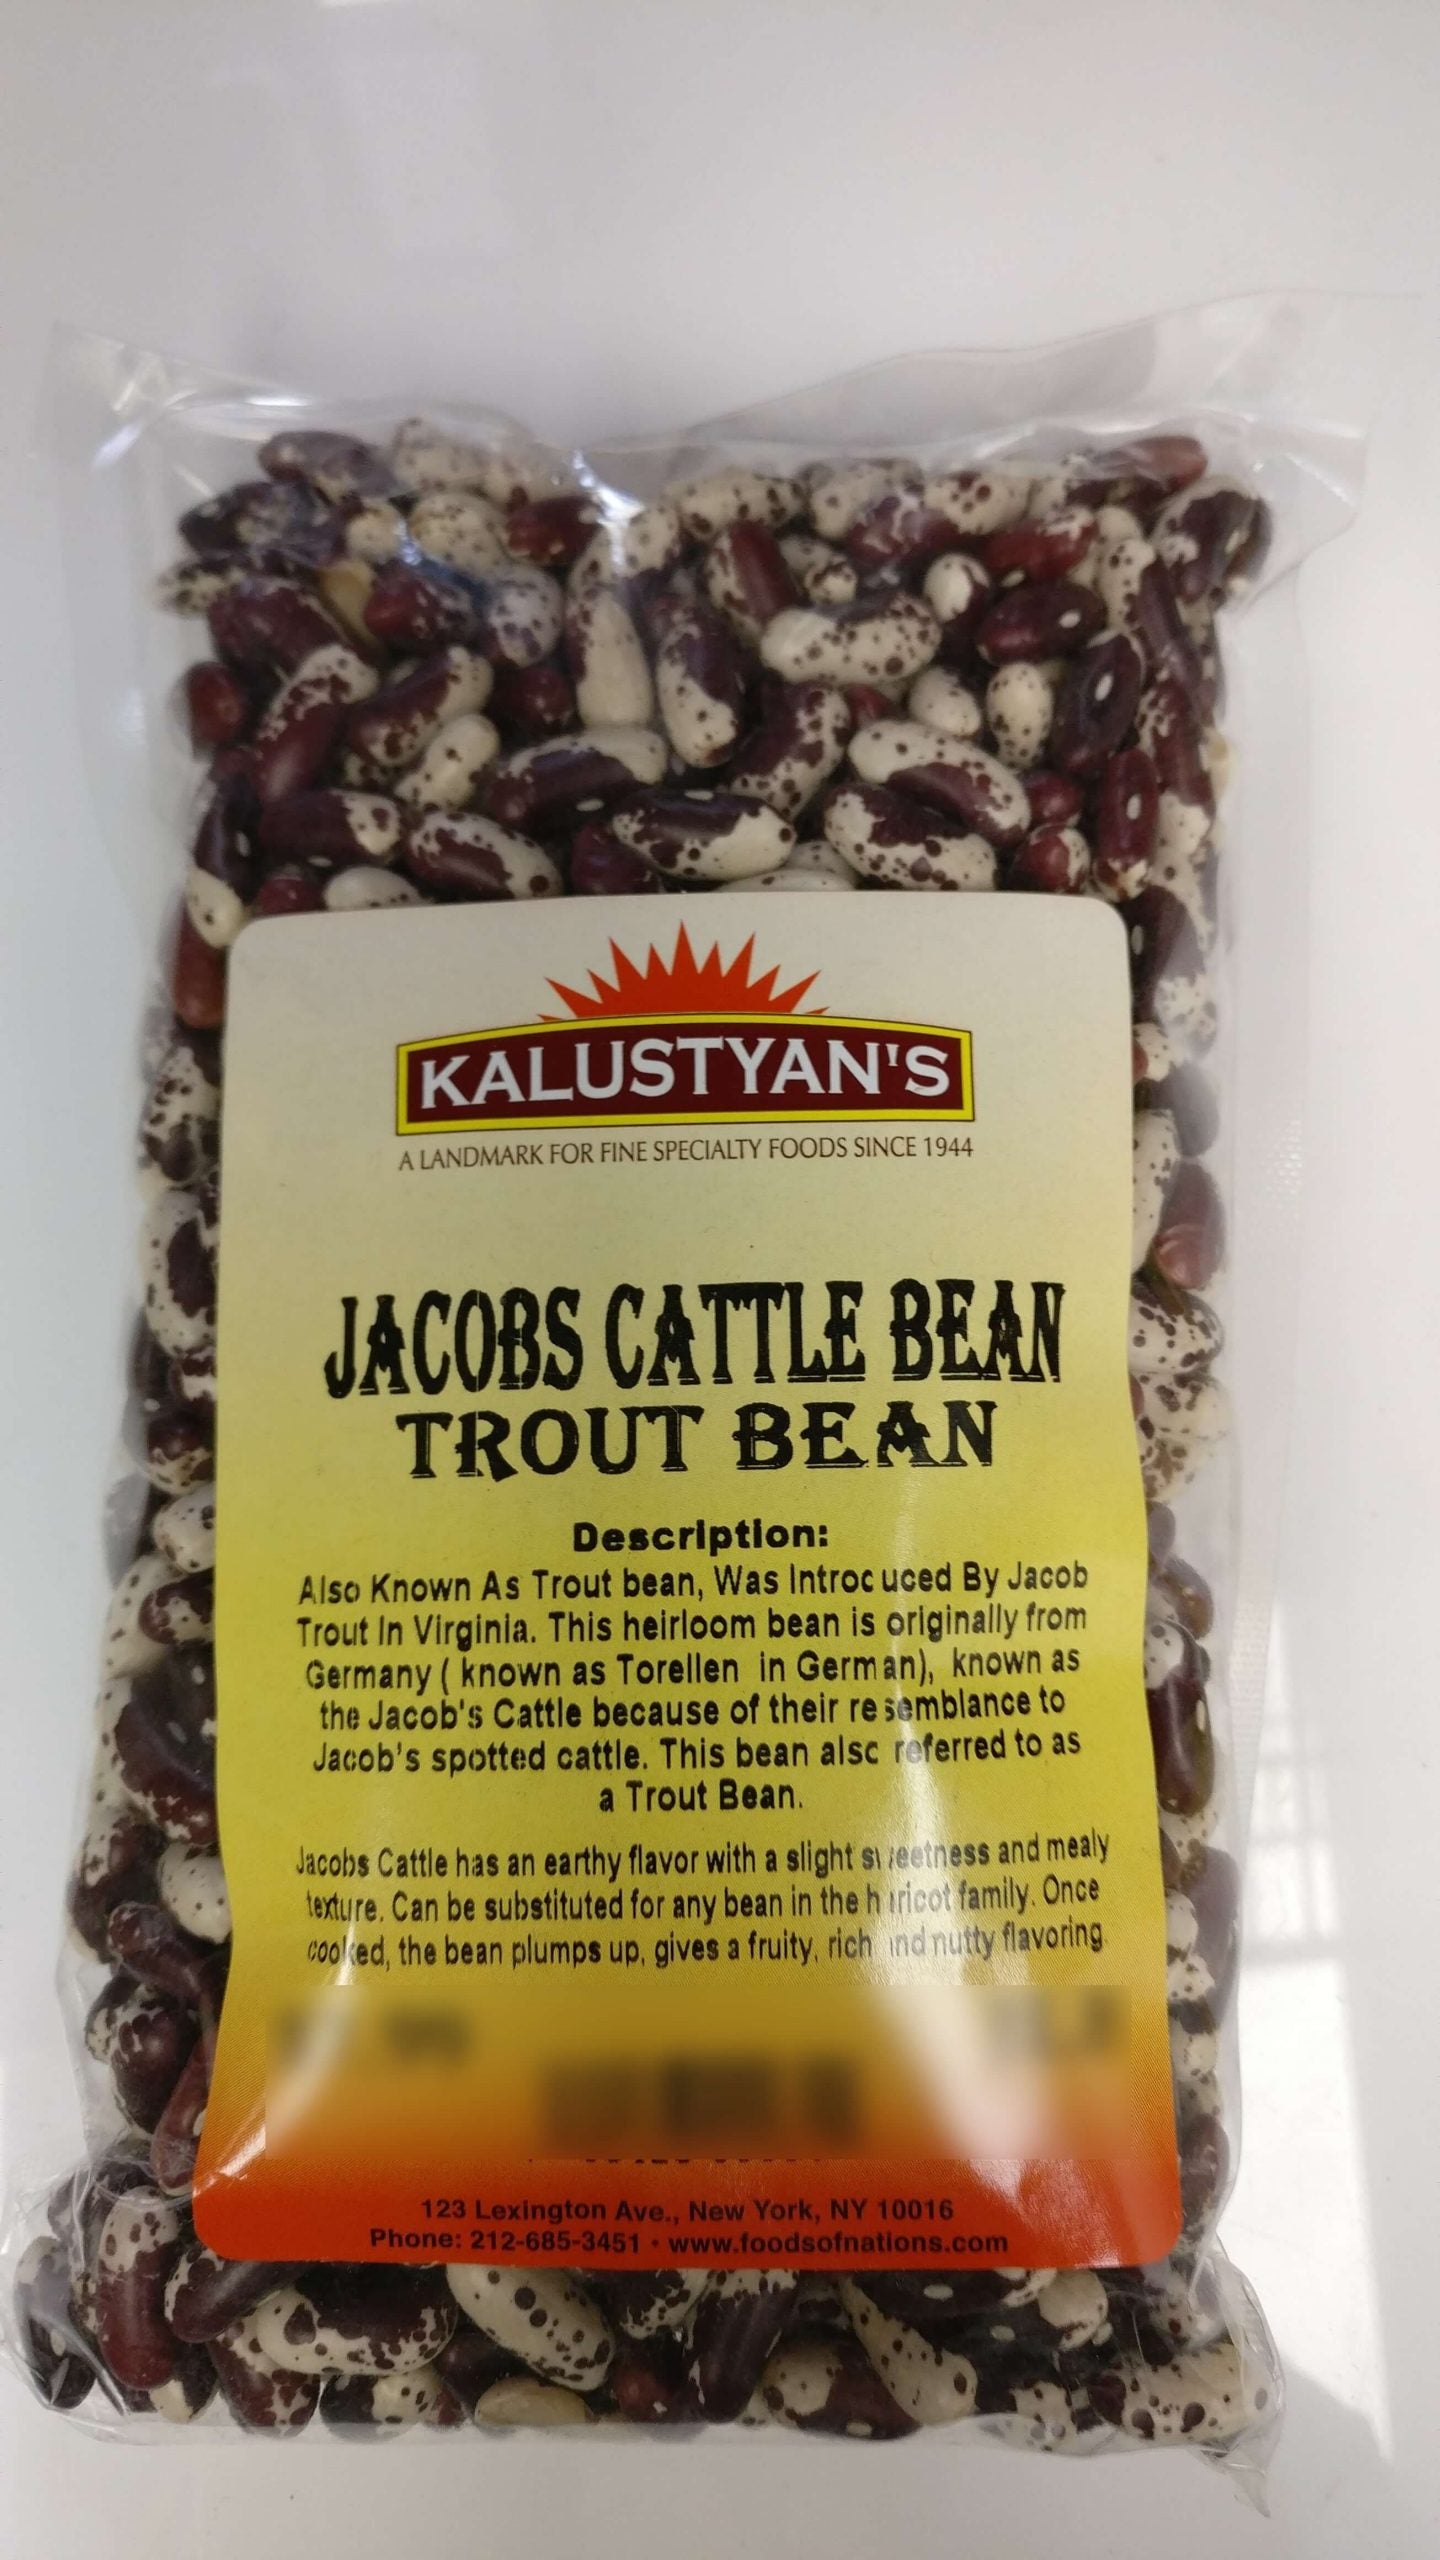 KALUSTYAN'S
A LANDMARK FOR FINE SPECIALTY FOODS SINCE 1944
JACOBS CATTLE BEAN
TROUT BEAN
Description:
Also Known As Trout bean, Was Introduced By Jacob
Trout In Virginia. This heirloom bean is originally from
Germany ( known as Torellen in German), known as
the Jacob's Cattle because of their resemblance to
Jacob's spotted cattle. This bean also referred to as
a Trout Bean.
Jacobs Cattle has an earthy flavor with a slight sweetness and mealy
texture. Can be substituted for any bean in the haricot family. Once
cooked, the bean plumps up, gives a fruity, rich and nutty flavoring.
123 Lexington Ave., New York, NY 10016
Phone: 212-685-3451 • www.foodsofnations.com